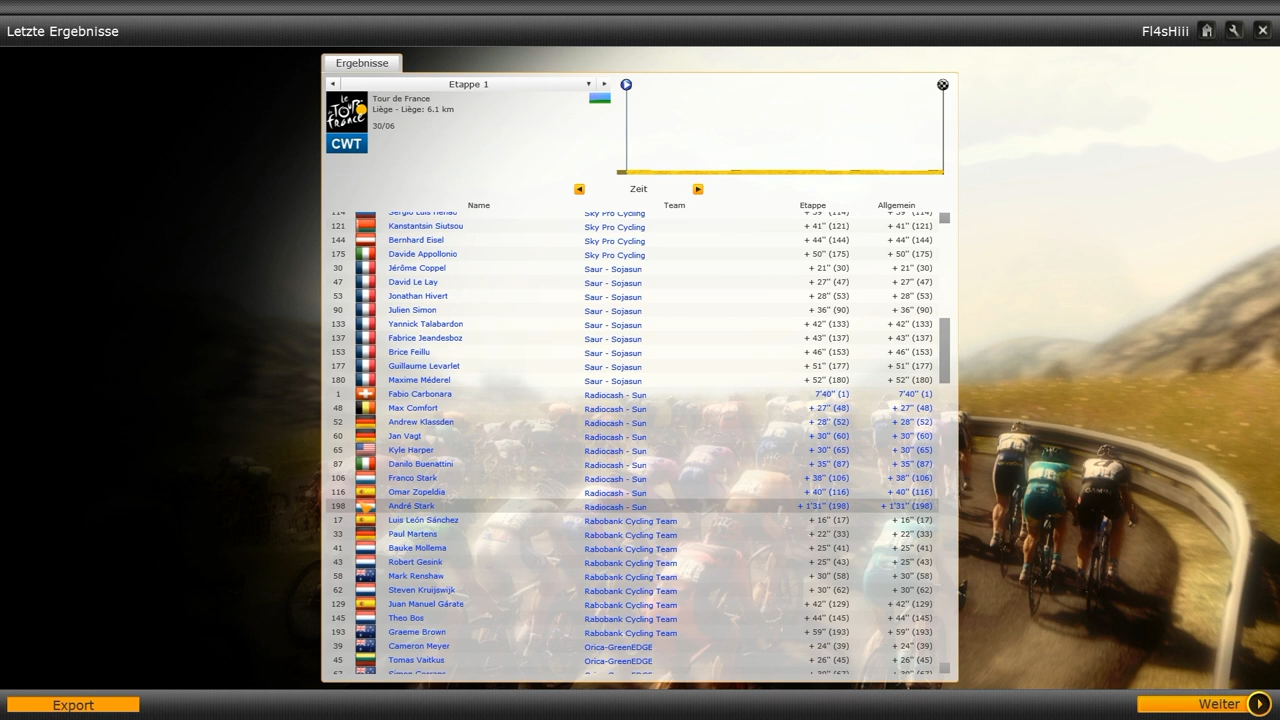 Letzte Ergebnisse
Fl4sHiii
Ergebnisse
Etappe 1
le TOUR de france
CWT
Tour de France
Liège - Liège: 6.1 km
30/06
Zeit
Name Team Etappe Allgemein
114 Sergio Luis Henao Sky Pro Cycling + 39'' (114) + 39'' (114)
121 Kanstantsin Siutsou Sky Pro Cycling + 41'' (121) + 41'' (121)
144 Bernhard Eisel Sky Pro Cycling + 44'' (144) + 44'' (144)
175 Davide Appollonio Sky Pro Cycling + 50'' (175) + 50'' (175)
30 Jérôme Coppel Saur - Sojasun + 21'' (30) + 21'' (30)
47 David Le Lay Saur - Sojasun + 27'' (47) + 27'' (47)
53 Jonathan Hivert Saur - Sojasun + 28'' (53) + 28'' (53)
90 Julien Simon Saur - Sojasun + 36'' (90) + 36'' (90)
133 Yannick Talabardon Saur - Sojasun + 42'' (133) + 42'' (133)
137 Fabrice Jeandesboz Saur - Sojasun + 43'' (137) + 43'' (137)
153 Brice Feillu Saur - Sojasun + 46'' (153) + 46'' (153)
177 Guillaume Levarlet Saur - Sojasun + 51'' (177) + 51'' (177)
180 Maxime Méderel Saur - Sojasun + 52'' (180) + 52'' (180)
1 Fabio Carbonara Radiocash - Sun 7'40'' (1) 7'40'' (1)
48 Max Comfort Radiocash - Sun + 27'' (48) + 27'' (48)
52 Andrew Klassden Radiocash - Sun + 28'' (52) + 28'' (52)
60 Jan Vagt Radiocash - Sun + 30'' (60) + 30'' (60)
65 Kyle Harper Radiocash - Sun + 30'' (65) + 30'' (65)
87 Danilo Buenattini Radiocash - Sun + 35'' (87) + 35'' (87)
106 Franco Stark Radiocash - Sun + 38'' (106) + 38'' (106)
116 Omar Zopeldia Radiocash - Sun + 40'' (116) + 40'' (116)
198 André Stark Radiocash - Sun + 1'31'' (198) + 1'31'' (198)
17 Luis León Sánchez Rabobank Cycling Team + 16'' (17) + 16'' (17)
33 Paul Martens Rabobank Cycling Team + 22'' (33) + 22'' (33)
41 Bauke Mollema Rabobank Cycling Team + 25'' (41) + 25'' (41)
43 Robert Gesink Rabobank Cycling Team + 25'' (43) + 25'' (43)
58 Mark Renshaw Rabobank Cycling Team + 30'' (58) + 30'' (58)
62 Steven Kruijswijk Rabobank Cycling Team + 30'' (62) + 30'' (62)
129 Juan Manuel Gárate Rabobank Cycling Team + 42'' (129) + 42'' (129)
145 Theo Bos Rabobank Cycling Team + 44'' (145) + 44'' (145)
193 Graeme Brown Rabobank Cycling Team + 59'' (193) + 59'' (193)
39 Cameron Meyer Orica-GreenEDGE + 24'' (39) + 24'' (39)
45 Tomas Vaitkus Orica-GreenEDGE + 26'' (45) + 26'' (45)
Export
Weiter